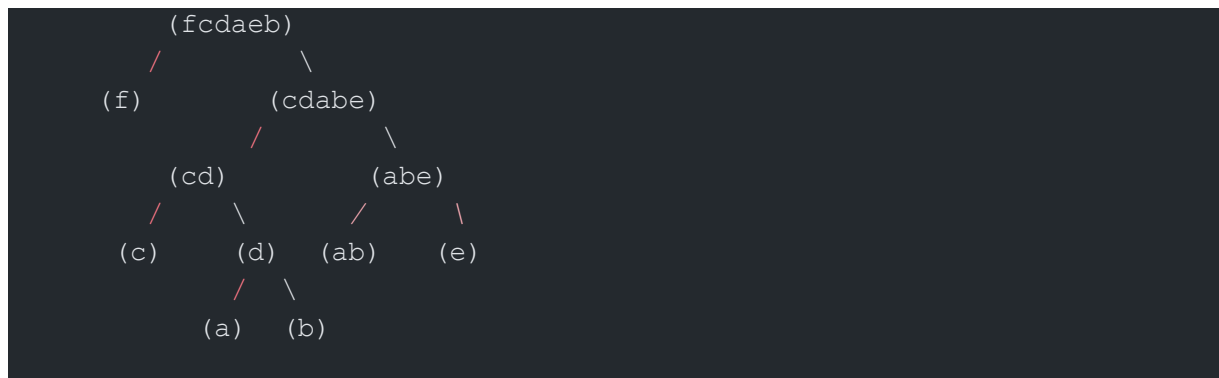 (fcdaeb)
/ \
(f) (cdabe)
/ \
(cd) (abe)
/ \ / \
(c) (d) (ab) (e)
/ \
(a) (b)